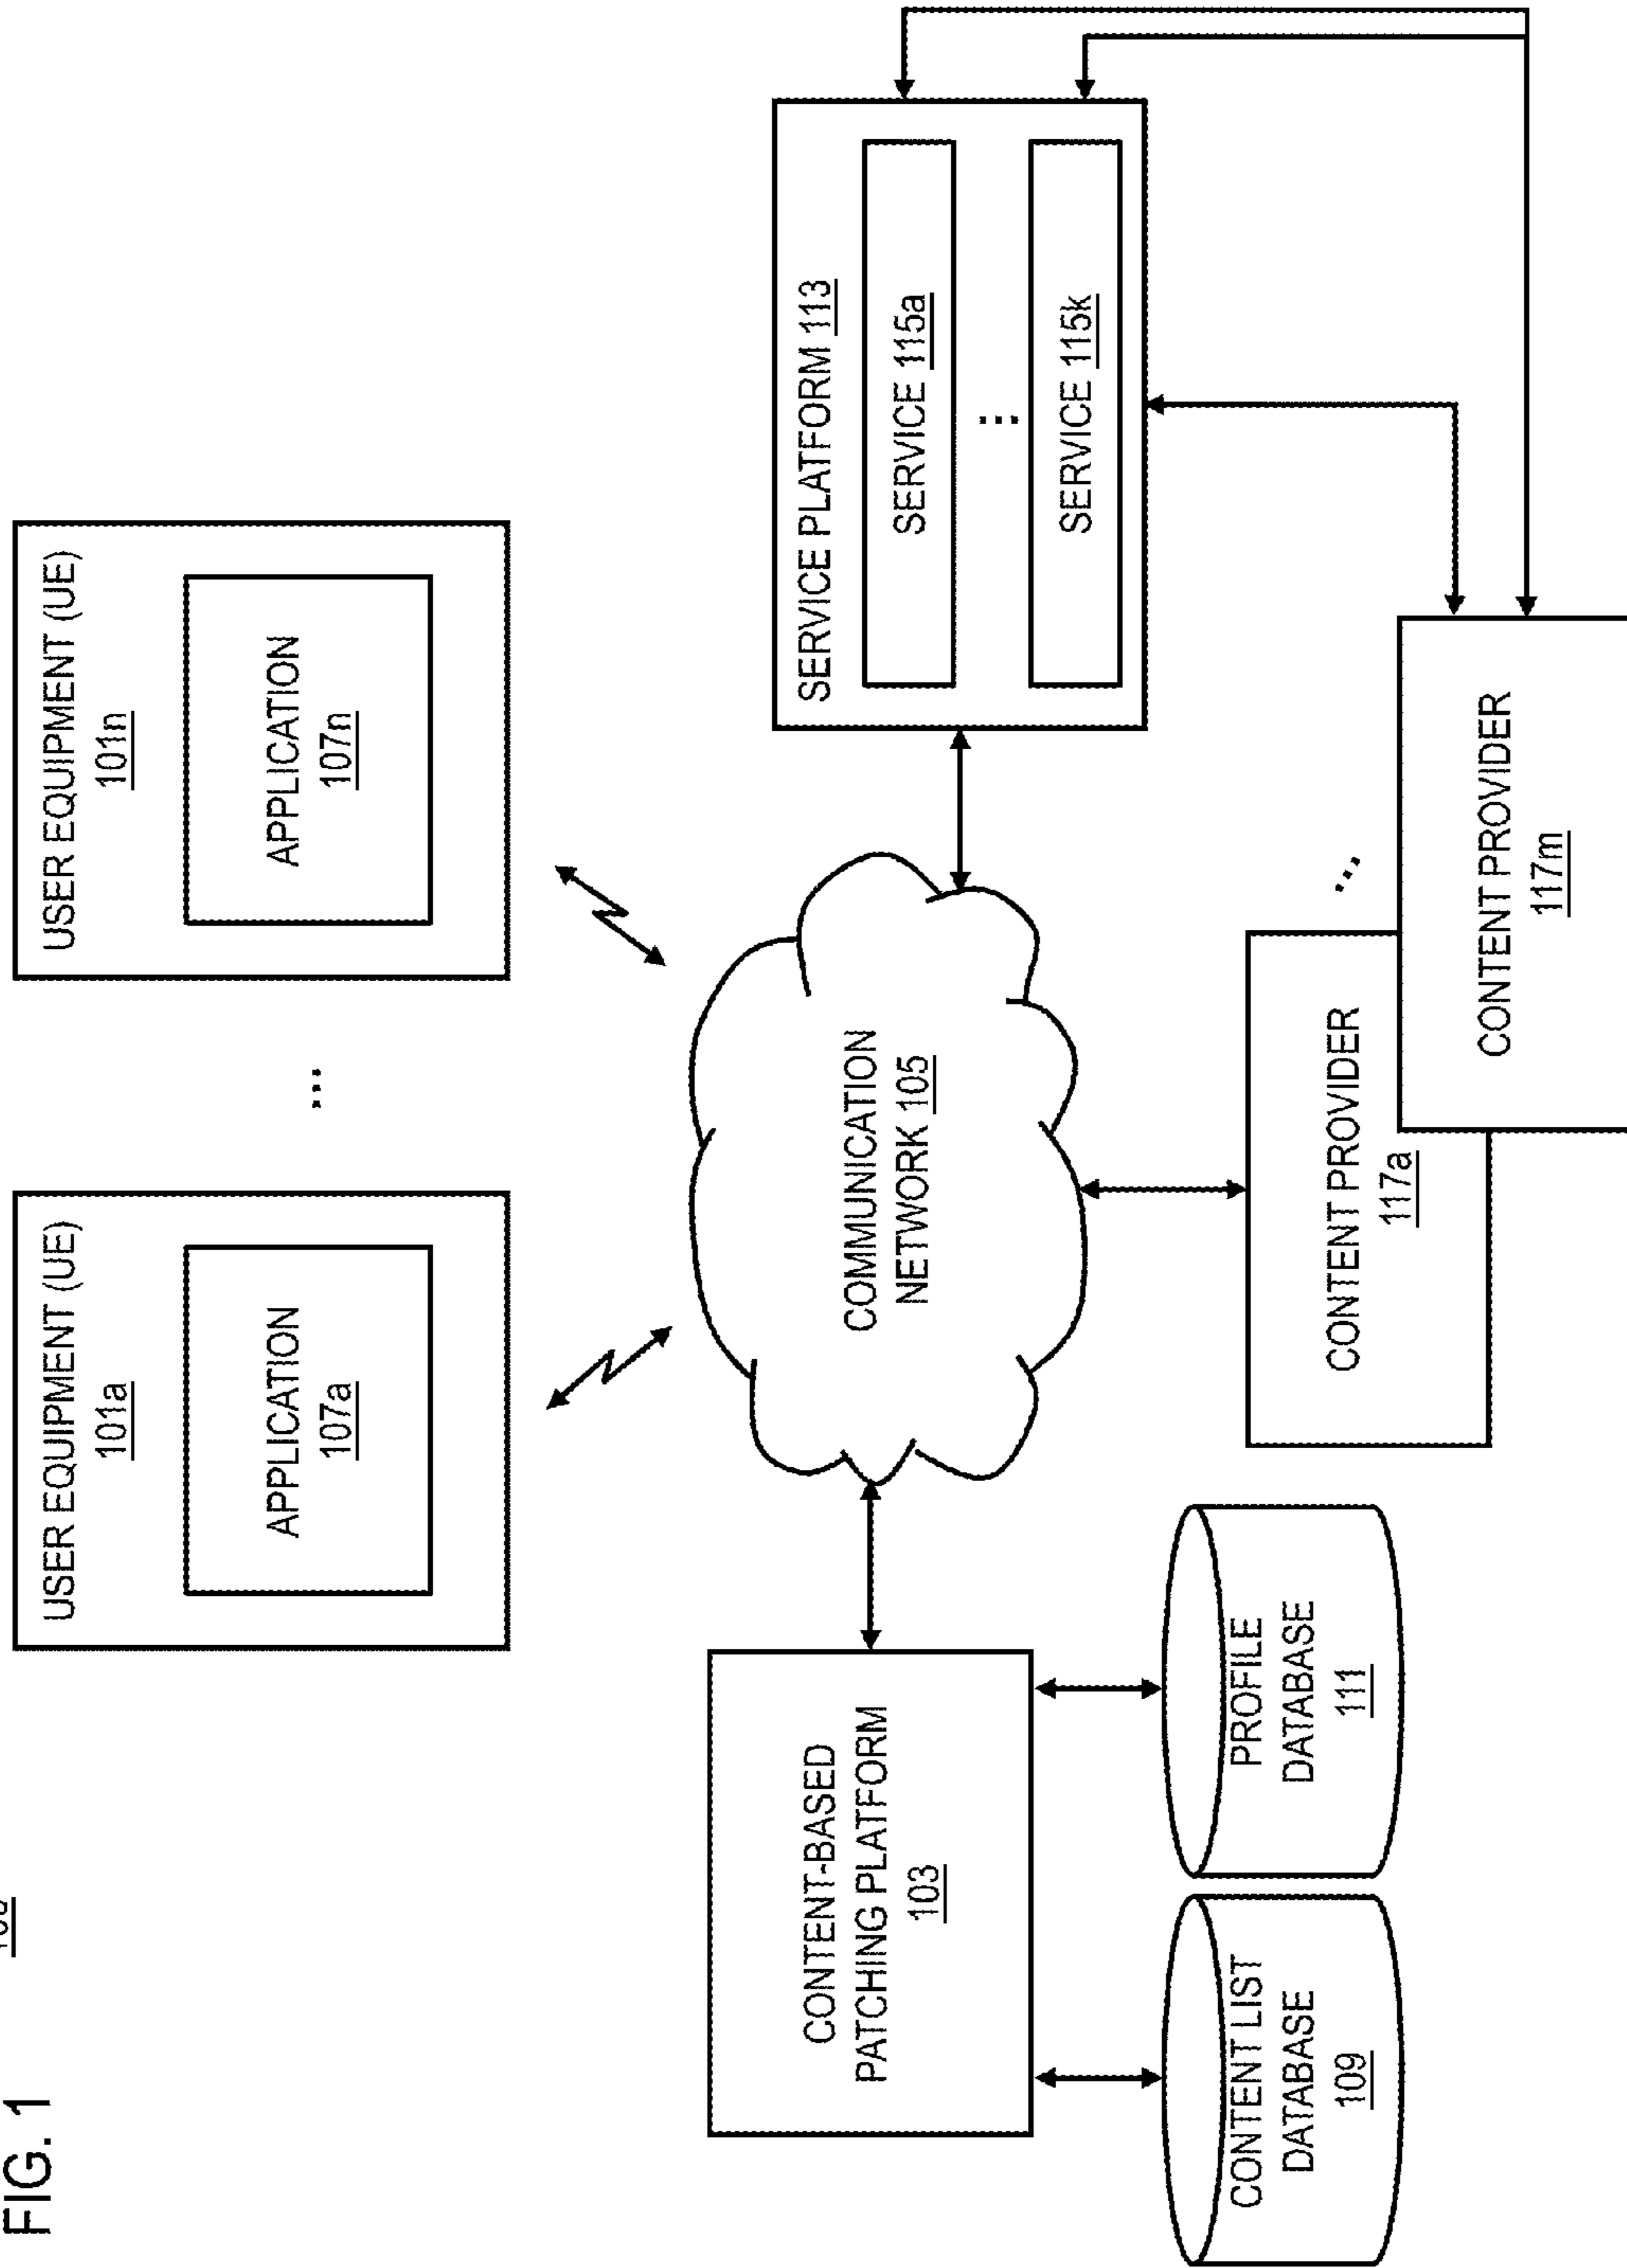 FIG. 1
USER EQUIPMENT (UE)
101a
APPLICATION
107a
...
USER EQUIPMENT (UE)
101n
APPLICATION
107n
COMMUNICATION
NETWORK 105
CONTENT-BASED
PATCHING PLATFORM
103
CONTENT LIST
DATABASE
109
PROFILE
DATABASE
111
SERVICE PLATFORM 113
SERVICE 115a
...
SERVICE 115k
CONTENT PROVIDER
117a
...
CONTENT PROVIDER
117m